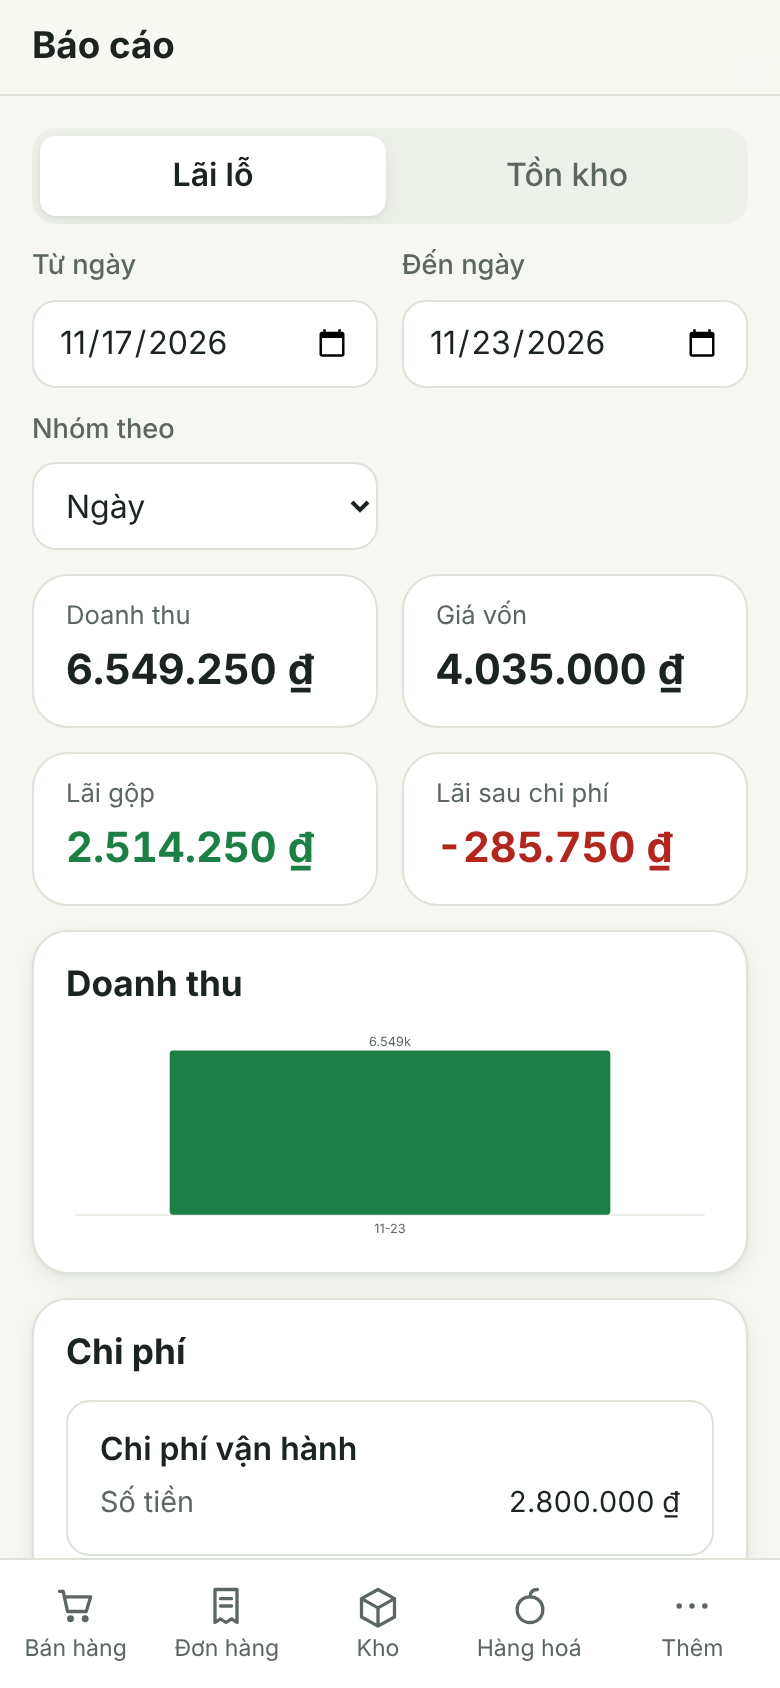 Báo cáo
Lãi lỗ
Tồn kho
Từ ngày
Đến ngày
11/17/2026
11/23/2026
Nhóm theo
Ngày
Doanh thu
Giá vốn
6.549.250 ₫
4.035.000 ₫
Lãi gộp
Lãi sau chi phí
2.514.250 ₫
-285.750 ₫
Doanh thu
6.549k
11-23
Chi phí
Chi phí vận hành
Số tiền
2.800.000 ₫
Bán hàng
Đơn hàng
Kho
Hàng hoá
Thêm